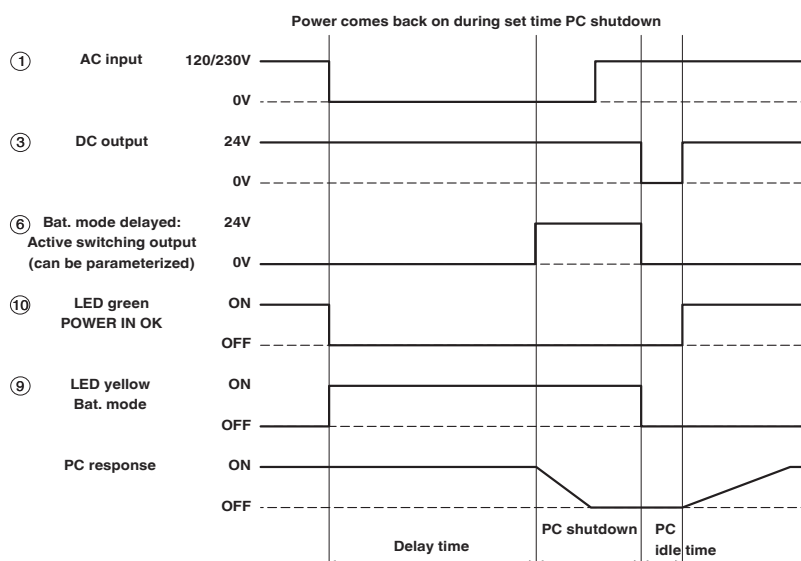 Power comes back on during set time PC shutdown
1 AC input 120/230V
0V
3 DC output 24V
0V
6 Bat. mode delayed: 24V
Active switching output
(can be parameterized) 0V
10 LED green ON
POWER IN OK
OFF
9 LED yellow ON
Bat. mode
OFF
PC response ON
OFF
Delay time
PC shutdown
PC
idle time